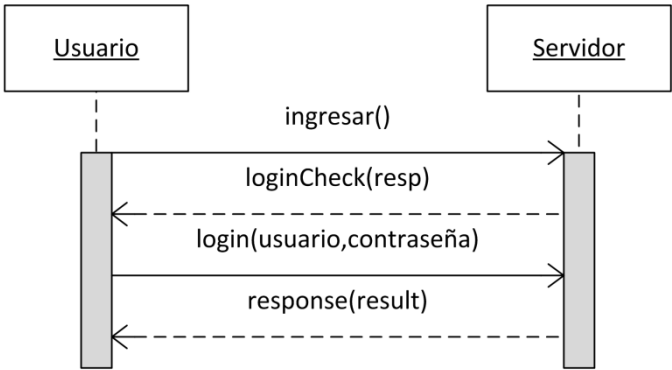 Usuario
Servidor
ingresar()
loginCheck(resp)
login(usuario,contraseña)
response(result)